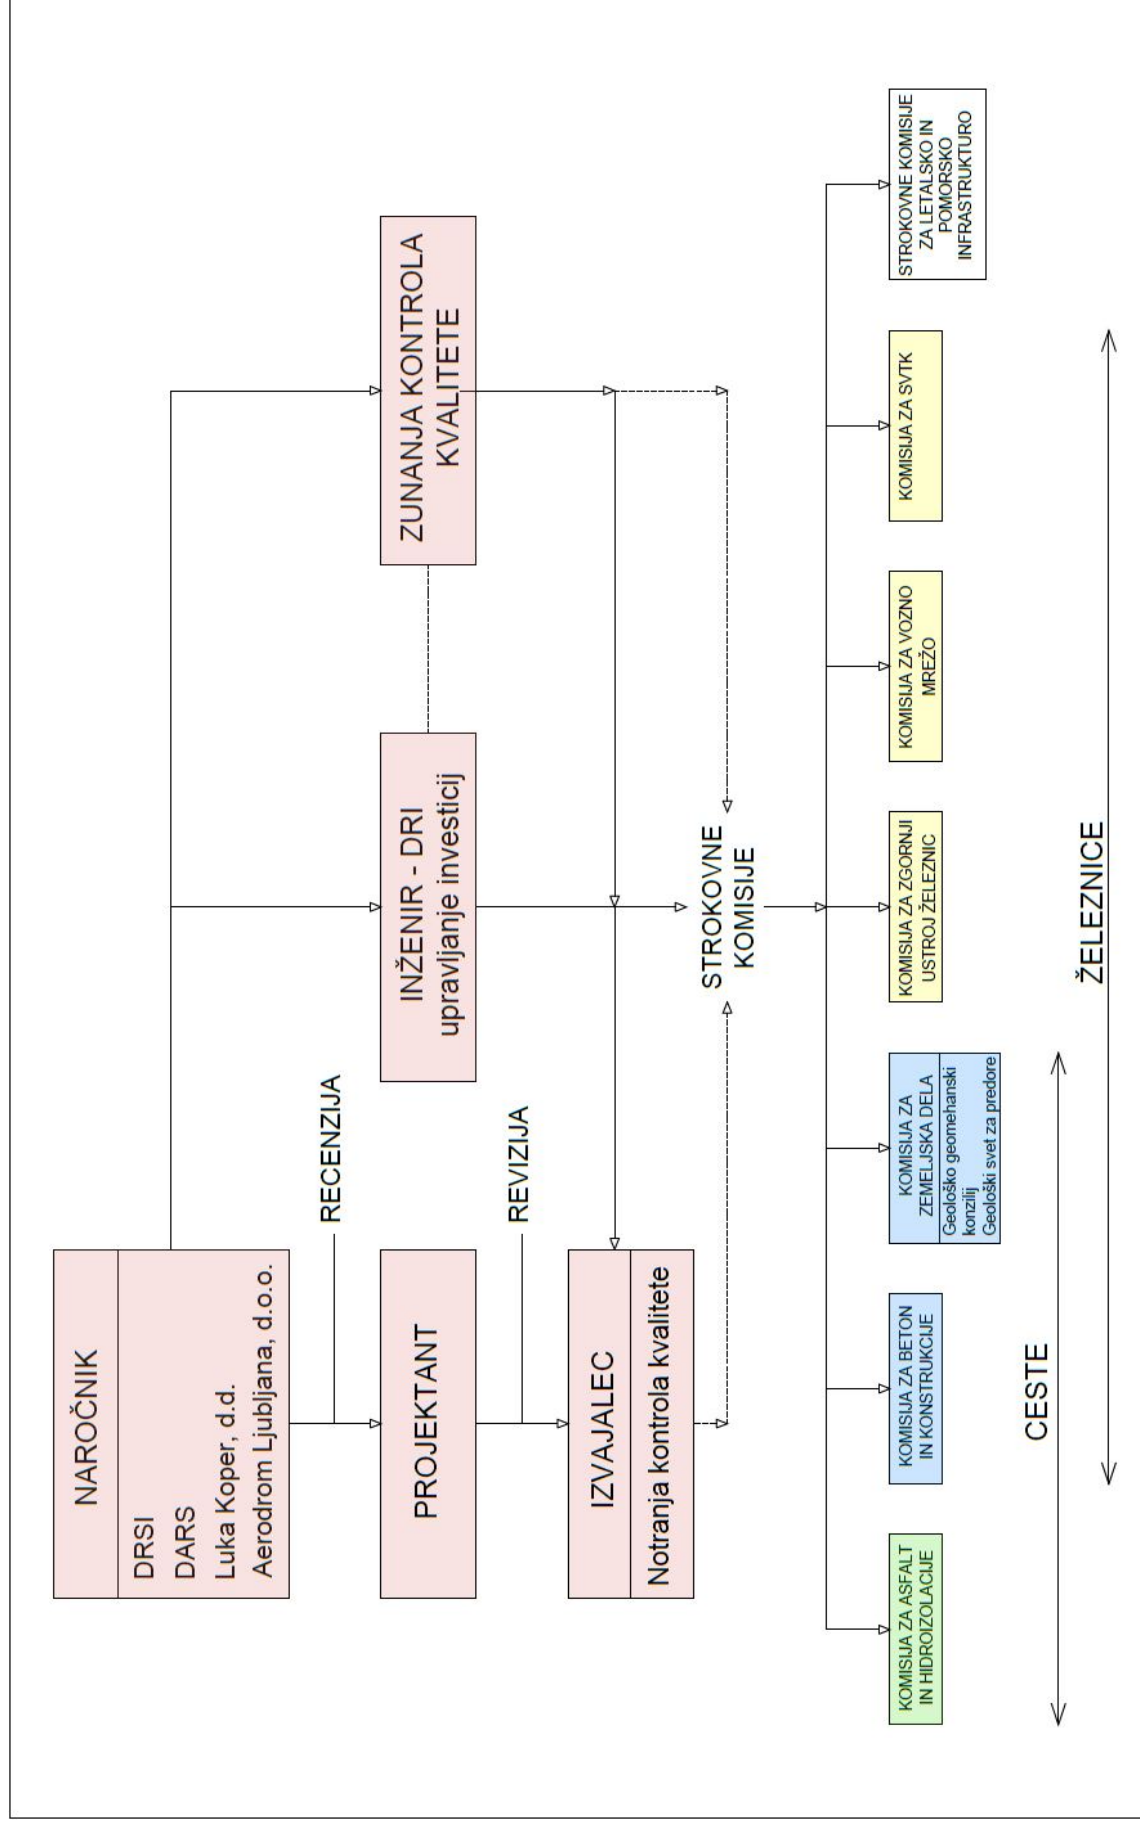 NAROČNIK
DRSI
DARS
Luka Koper, d.d.
Aerodrom Ljubljana, d.o.o.
RECENZIJA
PROJEKTANT
INŽENIR - DRI
upravljanje investicij
ZUNANJA KONTROLA
KVALITETE
REVIZIJA
IZVAJALEC
Notranja kontrola kvalitete
STROKOVNE
KOMISIJE
KOMISIJA ZA ASFALT
IN HIDROIZOLACIJE
KOMISIJA ZA BETON
IN KONSTRUKCIJE
KOMISIJA ZA
ZEMELJSKA DELA
Geološko geomehanski
konzilij
Geološki svet za predore
KOMISIJA ZA ZGORNJI
USTROJ ŽELEZNIC
KOMISIJA ZA VOZNO
MREŽO
KOMISIJA ZA SVTK
STROKOVNE KOMISIJE
ZA LETALSKO IN
POMORSKO
INFRASTRUKTURO
CESTE
ŽELEZNICE